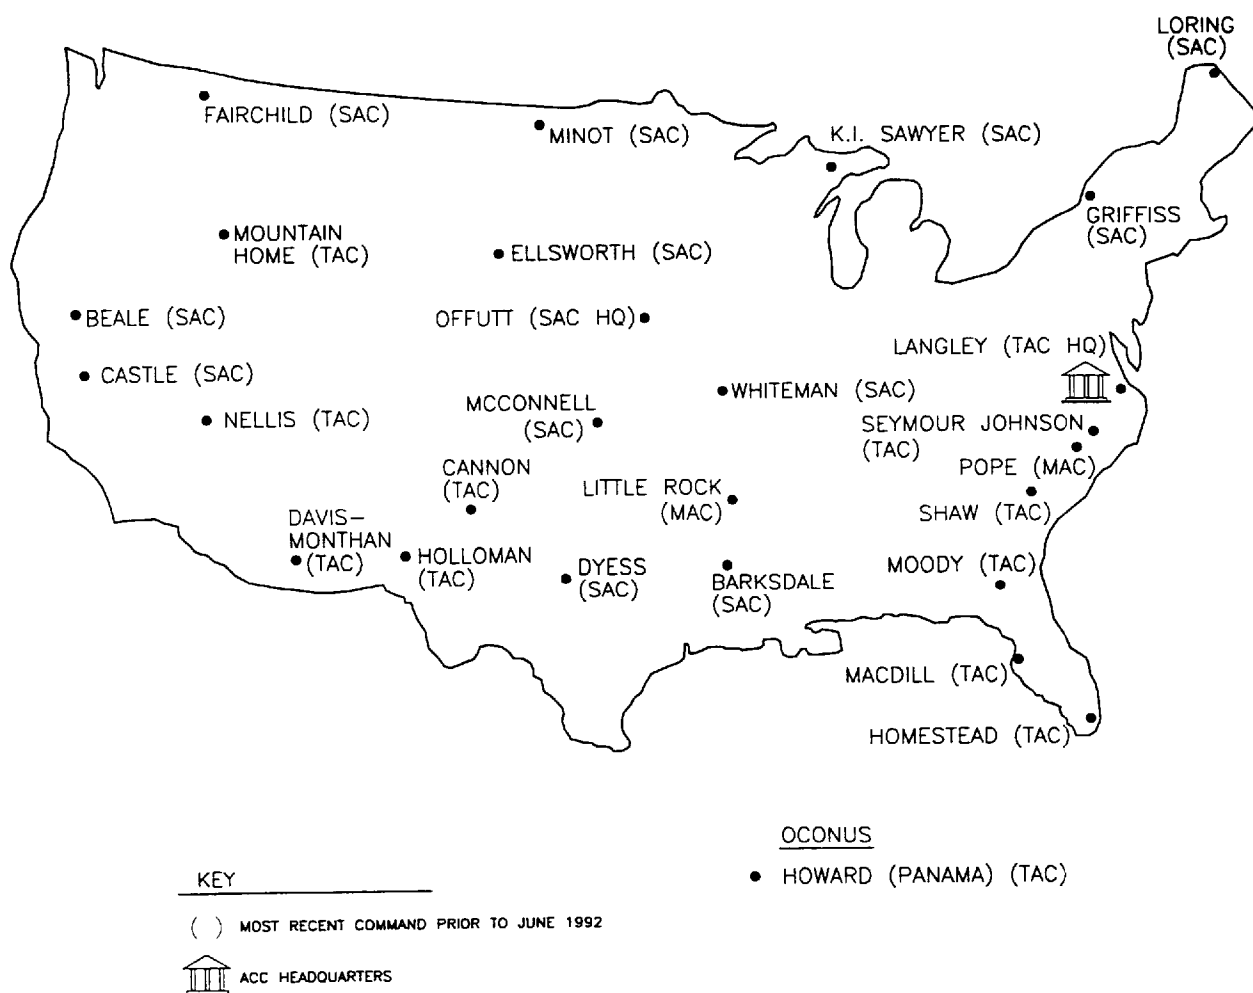 LORING
(SAC)
FAIRCHILD (SAC)
MINOT (SAC)
K.I. SAWYER (SAC)
GRIFFISS
(SAC)
MOUNTAIN
HOME (TAC)
ELLSWORTH (SAC)
BEALE (SAC)
OFFUTT (SAC HQ)
LANGLEY (TAC HQ)
CASTLE (SAC)
WHITEMAN (SAC)
NELLIS (TAC)
MCCONNELL
(SAC)
SEYMOUR JOHNSON
(TAC)
POPE (MAC)
CANNON
(TAC)
LITTLE ROCK
(MAC)
SHAW (TAC)
DAVIS-
MONTHAN
(TAC)
HOLLOMAN
(TAC)
DYESS
(SAC)
BARKSDALE
(SAC)
MOODY (TAC)
MACDILL (TAC)
HOMESTEAD (TAC)
OCONUS
HOWARD (PANAMA) (TAC)
KEY
( ) MOST RECENT COMMAND PRIOR TO JUNE 1992
ACC HEADQUARTERS